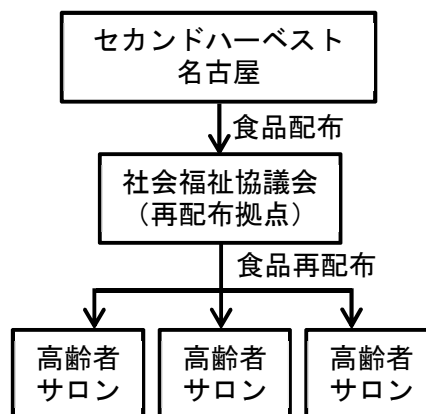 セカンドハーベスト
名古屋
食品配布
社会福祉協議会
（再配布拠点）
食品再配布
高齢者
サロン
高齢者
サロン
高齢者
サロン